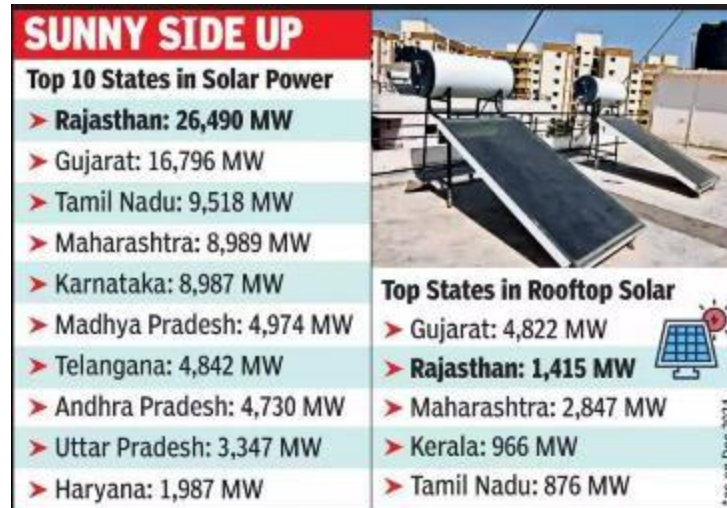 SUNNY SIDE UP
Top 10 States in Solar Power
➤ Rajasthan: 26,490 MW
➤ Gujarat: 16,796 MW
➤ Tamil Nadu: 9,518 MW
➤ Maharashtra: 8,989 MW
➤ Karnataka: 8,987 MW
➤ Madhya Pradesh: 4,974 MW
➤ Telangana: 4,842 MW
➤ Andhra Pradesh: 4,730 MW
➤ Uttar Pradesh: 3,347 MW
➤ Haryana: 1,987 MW
Top States in Rooftop Solar
➤ Gujarat: 4,822 MW
➤ Rajasthan: 1,415 MW
➤ Maharashtra: 2,847 MW
➤ Kerala: 966 MW
➤ Tamil Nadu: 876 MW